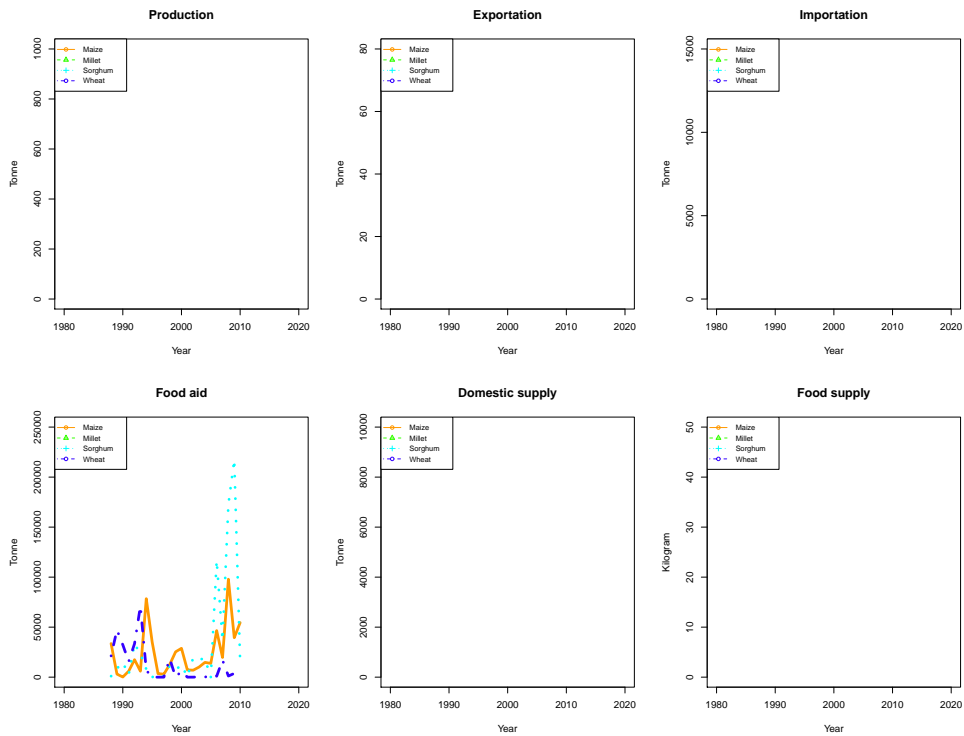 Production
Exportation
Importation
Tonne
0
200
400
600
800
1000
Maize
Millet
Sorghum
Wheat
1980 1990 2000 2010 2020
Year
Tonne
0
20
40
60
80
Maize
Millet
Sorghum
Wheat
1980 1990 2000 2010 2020
Year
Tonne
0
5000
10000
15000
Maize
Millet
Sorghum
Wheat
1980 1990 2000 2010 2020
Year
Food aid
Domestic supply
Food supply
Tonne
0
50000
100000
150000
200000
250000
Maize
Millet
Sorghum
Wheat
1980 1990 2000 2010 2020
Year
Tonne
0
2000
4000
6000
8000
10000
Maize
Millet
Sorghum
Wheat
1980 1990 2000 2010 2020
Year
Kilogram
0
10
20
30
40
50
Maize
Millet
Sorghum
Wheat
1980 1990 2000 2010 2020
Year